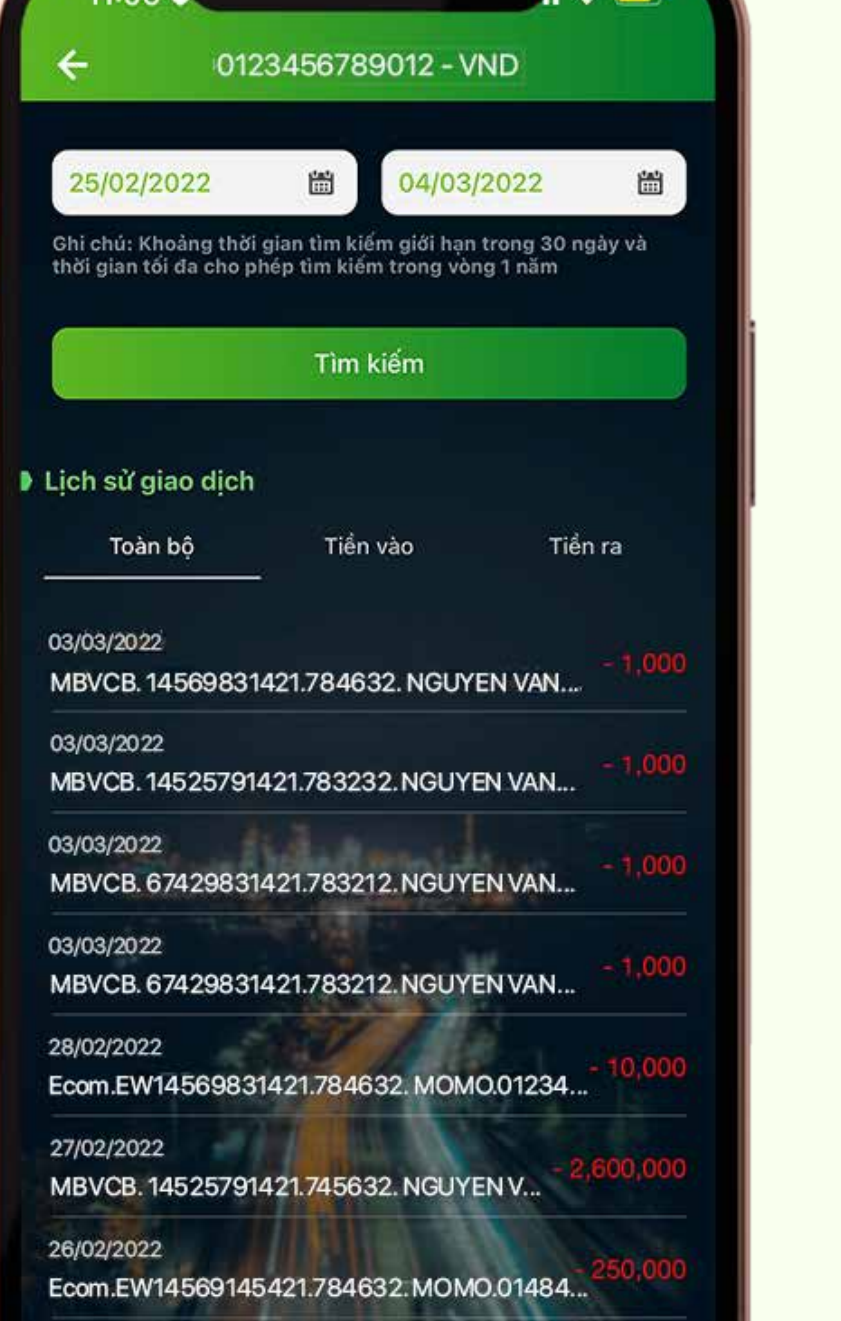 0123456789012 - VND
25/02/2022
04/03/2022
Ghi chú: Khoảng thời gian tìm kiếm giới hạn trong 30 ngày và
thời gian tối đa cho phép tìm kiếm trong vòng 1 năm
Tìm kiếm
Lịch sử giao dịch
Toàn bộ
Tiền vào
Tiền ra
03/03/2022
MBVCB. 14569831421.784632. NGUYEN VAN...
- 1,000
03/03/2022
MBVCB. 14525791421.783232. NGUYEN VAN...
- 1,000
03/03/2022
MBVCB. 67429831421.783212. NGUYEN VAN...
- 1,000
03/03/2022
MBVCB. 67429831421.783212. NGUYEN VAN...
- 1,000
28/02/2022
Ecom.EW14569831421.784632. MOMO.01234...
- 10,000
27/02/2022
MBVCB. 14525791421.745632. NGUYEN V...
- 2,600,000
26/02/2022
Ecom.EW14569145421.784632. MOMO.01484...
- 250,000